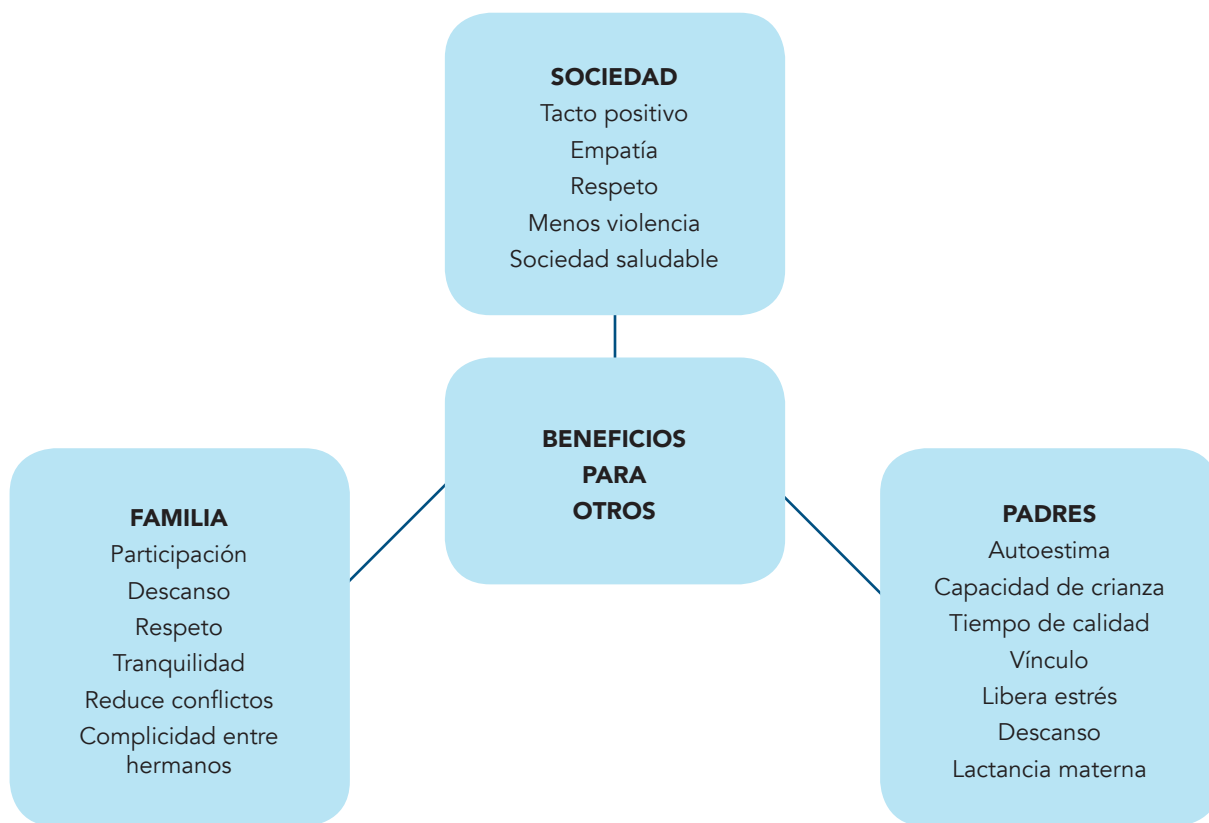 SOCIEDAD
Tacto positivo
Empatía
Respeto
Menos violencia
Sociedad saludable
BENEFICIOS
PARA
OTROS
FAMILIA
Participación
Descanso
Respeto
Tranquilidad
Reduce conflictos
Complicidad entre
hermanos
PADRES
Autoestima
Capacidad de crianza
Tiempo de calidad
Vínculo
Libera estrés
Descanso
Lactancia materna